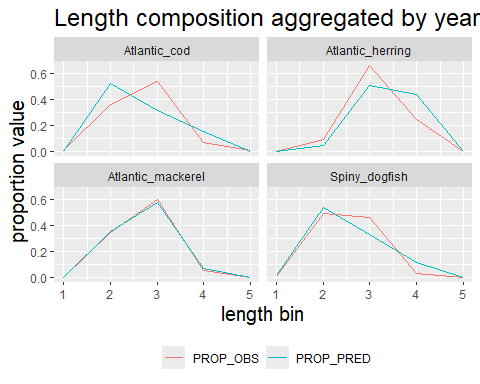 Length composition aggregated by year
Atlantic_cod
Atlantic_herring
0.6
0.4
0.2
0.0
Atlantic_mackerel
Spiny_dogfish
0.6
0.4
0.2
0.0
1 2 3 4 5 1 2 3 4 5
proportion value
length bin
PROP_OBS PROP_PRED